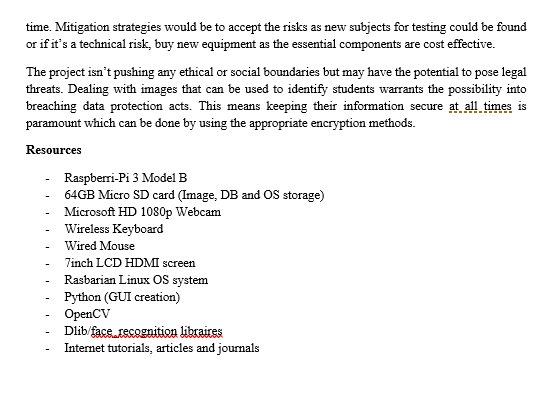 time. Mitigation strategies would be to accept the risks as new subjects for testing could be found
or if it's a technical risk, buy new equipment as the essential components are cost effective.
The project isn't pushing any ethical or social boundaries but may have the potential to pose legal
threats. Dealing with images that can be used to identify students warrants the possibility into
breaching data protection acts. This means keeping their information secure at all times is
paramount which can be done by using the appropriate encryption methods.
Resources
- Raspberri-Pi 3 Model B
- 64GB Micro SD card (Image, DB and OS storage)
- Microsoft HD 1080p Webcam
- Wireless Keyboard
- Wired Mouse
- 7inch LCD HDMI screen
- Rasbarian Linux OS system
- Python (GUI creation)
- OpenCV
- Dlib/face_recognition libraires
- Internet tutorials, articles and journals